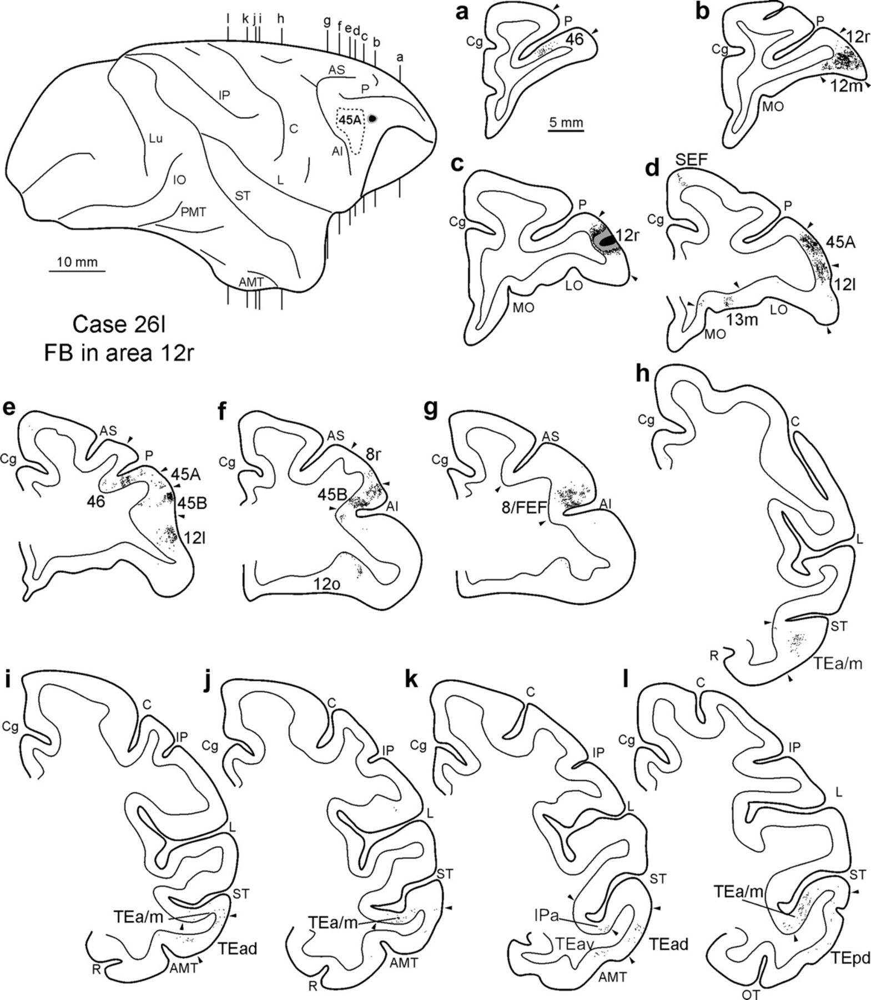 l k j i h g f e d c b a
AS
P
IP
45A
C
Lu
AI
IO
L
ST
PMT
10 mm
AMT
Case 26l
FB in area 12r
a
P
Cg
46
5 mm
b
P
12r
Cg
12m
MO
c
P
Cg
12r
LO
MO
d
SEF
P
Cg
45A
12l
LO
13m
MO
e
AS
P
Cg
45A
46
45B
12l
f
AS
8r
Cg
45B
AI
12o
g
AS
Cg
8/FEF
AI
h
Cg
C
L
ST
R
TEa/m
i
C
Cg
IP
L
ST
TEa/m
TEad
R
AMT
j
C
Cg
IP
L
ST
TEa/m
AMT
R
k
C
Cg
IP
L
ST
IPa
TEav
TEad
AMT
l
C
Cg
IP
L
ST
TEa/m
TEpd
OT